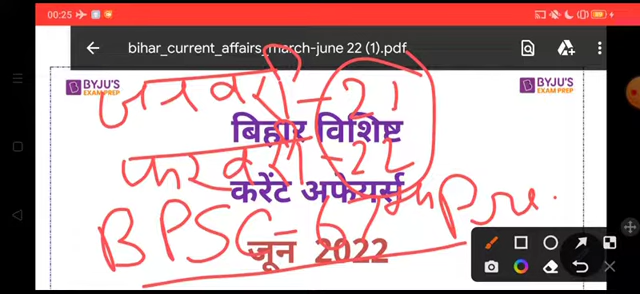 00:25
bihar_current_affairs_march-june 22 (1).pdf
BYJU'S
EXAM PREP
BYJU'S
EXAM PREP
जनवरी - 21
बिहार विशिष्ट
फरवरी - 22
करेंट अफेयर्स
BPSC - 67th Pre.
जून 2022